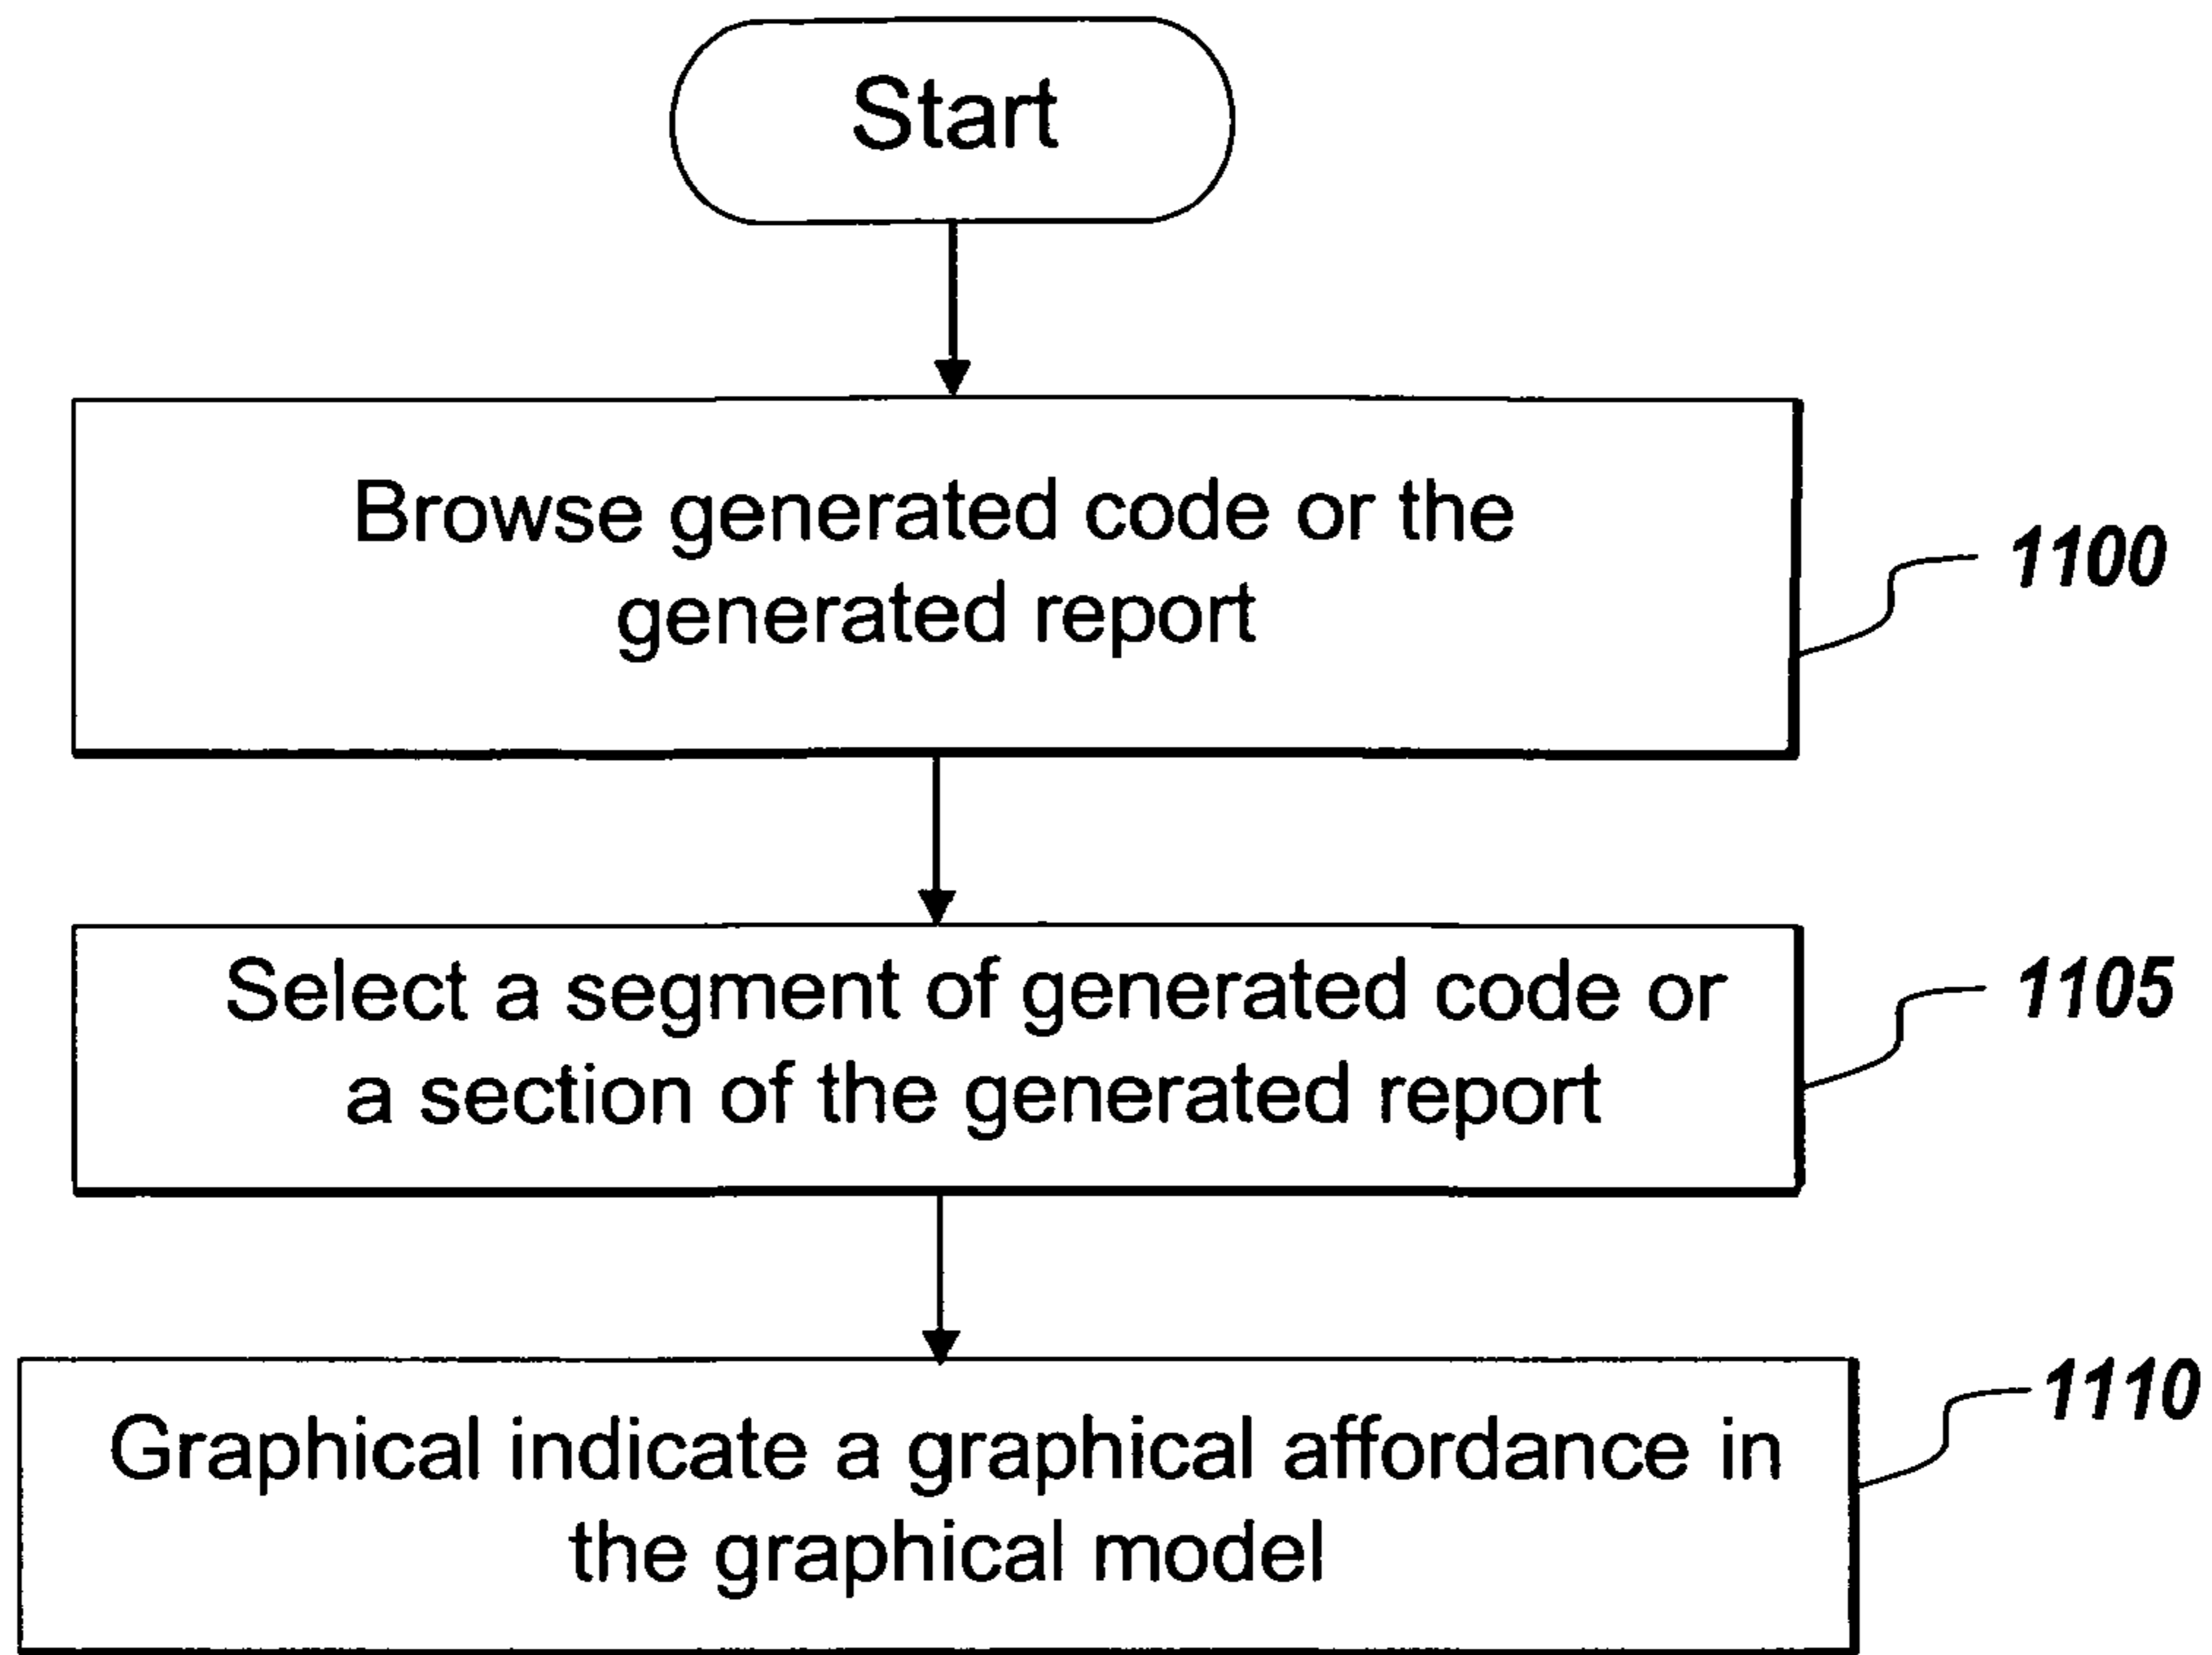 Start
Browse generated code or the
generated report
1100
Select a segment of generated code or
a section of the generated report
1105
Graphical indicate a graphical affordance in
the graphical model
1110